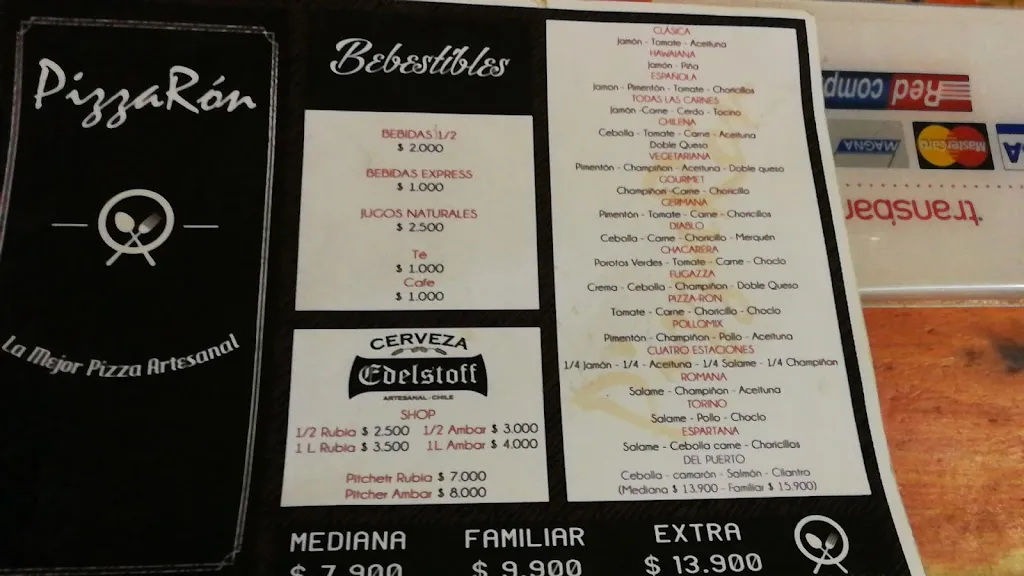 PizzaRón
La Mejor Pizza Artesanal
Bebestibles
BEBIDAS 1/2
$ 2.000
BEBIDAS EXPRESS
$ 1.000
JUGOS NATURALES
$ 2.500
Té
$ 1.000
Cafe
$ 1.000
CERVEZA
Edelstoff
ARTESANAL - CHILE
SHOP
1/2 Rubia $ 2.500 1/2 Ambar $ 3.000
1 L Rubia $ 3.500 1L Ambar $ 4.000
Pitchetr Rubia $ 7.000
Pitcher Ambar $ 8.000
CLÁSICA
Jamón - Tomate - Aceituna
HAWAIANA
Jamón - Piña
ESPAÑOLA
Jamon - Pimentón - Tomate - Choricillos
TODAS LAS CARNES
Jamón -Carne - Cerdo - Tocino
CHILENA
Cebolla - Tomate - Carne - Aceituna
Doble Queso
VEGETARIANA
Pimentón - Champiñon - Aceituna - Doble queso
GOURMET
Champiñon -Carne - Choricillo
GERMANA
Pimentón - Tomate - Carne - Choricillos
DIABLO
Cebolla - Carne - Choricillo - Merquén
CHACARERA
Porotos Verdes - Tomate - Carne - Choclo
FUGAZZA
Crema - Cebolla - Champiñon - Doble Queso
PIZZA-RON
Tomate - Carne - Choricillo - Choclo
POLLOMIX
Pimentón - Champiñon - Pollo - Aceituna
CUATRO ESTACIONES
1/4 Jamón - 1/4 - Aceituna - 1/4 Salame - 1/4 Champiñon
ROMANA
Salame - Champiñon - Aceituna
TORINO
Salame - Pollo - Choclo
ESPARTANA
Salame - Cebolla carne - Choricillos
DEL PUERTO
Cebolla - camarón - Salmón - Cilantro
(Mediana $ 13.900 - Familiar $ 15.900)
MEDIANA FAMILIAR EXTRA
$ 7.900 $ 9.900 $ 13.900
Red comp
MAGNA MasterCard
transban